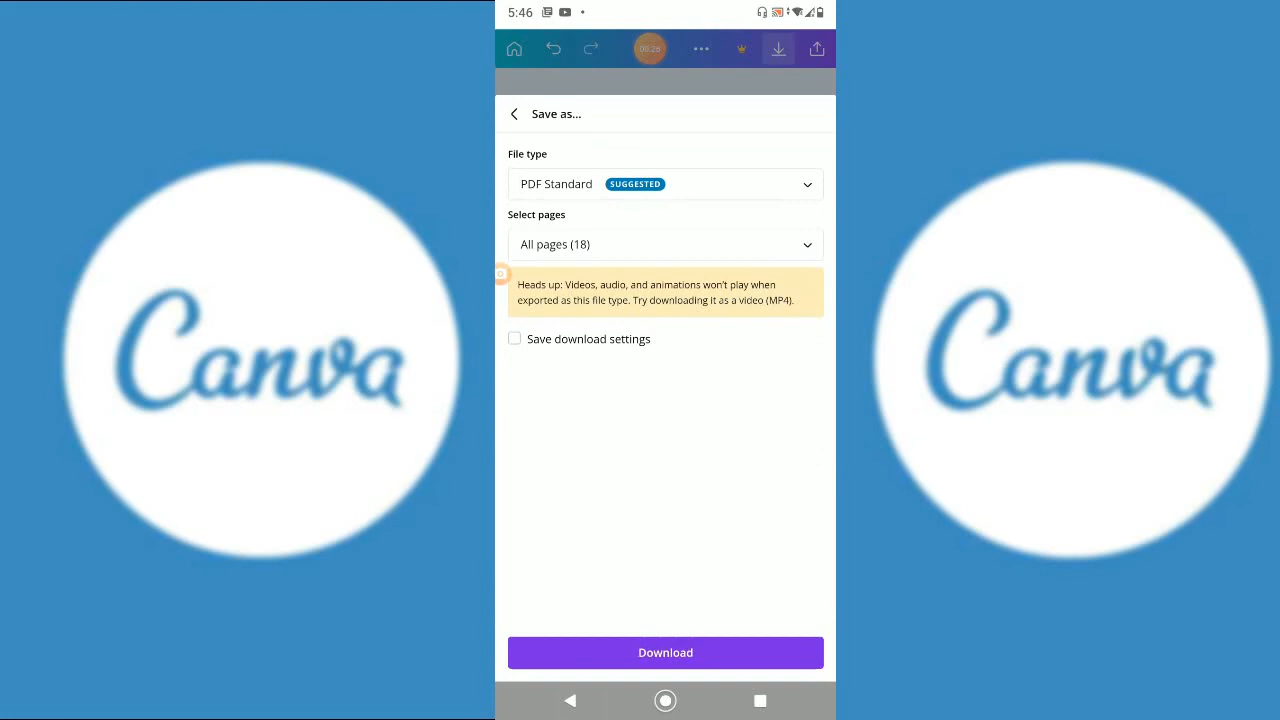 5:46
00:26
Save as...
File type
PDF Standard SUGGESTED
Select pages
All pages (18)
Heads up: Videos, audio, and animations won't play when
exported as this file type. Try downloading it as a video (MP4).
Save download settings
Download
Canva
Canva